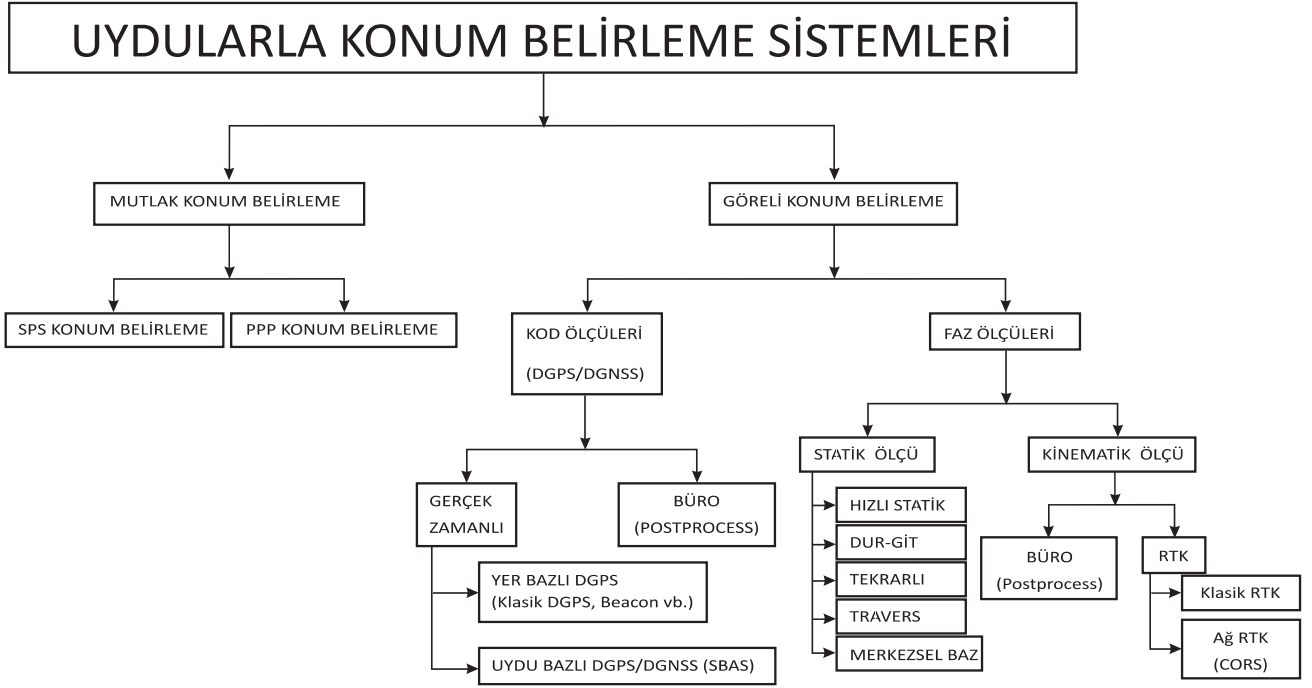 UYDULARLA KONUM BELİRLEME SİSTEMLERİ
MUTLAK KONUM BELİRLEME
GÖRELİ KONUM BELİRLEME
SPS KONUM BELİRLEME
PPP KONUM BELİRLEME
KOD ÖLÇÜLERİ
(DGPS/DGNSS)
FAZ ÖLÇÜLERİ
GERÇEK
ZAMANLI
BÜRO
(POSTPROCESS)
YER BAZLI DGPS
(Klasik DGPS, Beacon vb.)
UYDU BAZLI DGPS/DGNSS (SBAS)
STATİK ÖLÇÜ
HIZLI STATİK
DUR-GİT
TEKRARLI
TRAVERS
MERKEZSEL BAZ
KİNEMATİK ÖLÇÜ
BÜRO
(Postprocess)
RTK
Klasik RTK
Ağ RTK
(CORS)